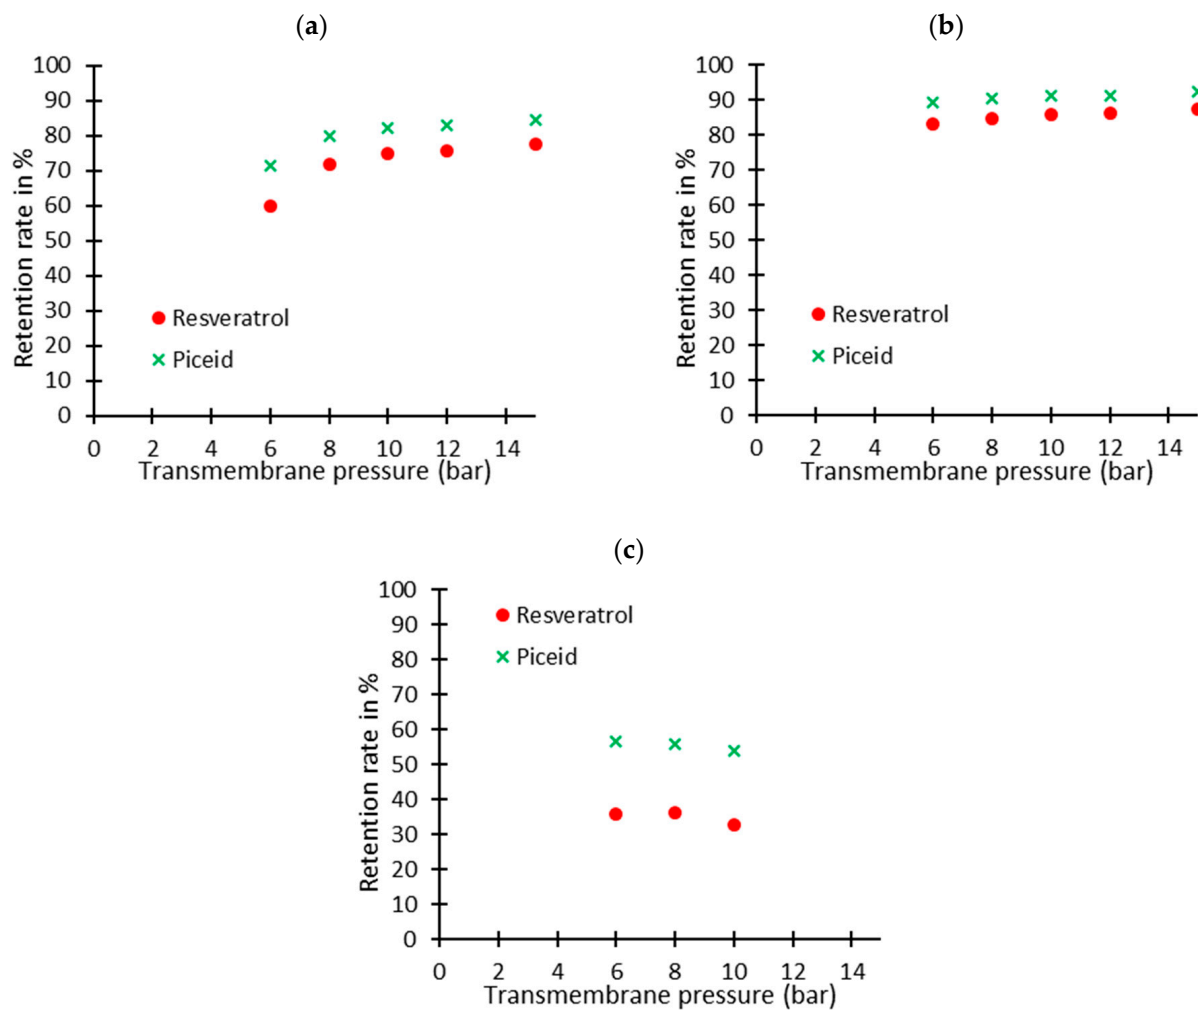 (a)
100
90
80
70
60
50
40
30
20
10
0
Retention rate in %
Resveratrol
Piceid
0 2 4 6 8 10 12 14
Transmembrane pressure (bar)
(b)
100
90
80
70
60
50
40
30
20
10
0
Retention rate in %
Resveratrol
Piceid
0 2 4 6 8 10 12 14
Transmembrane pressure (bar)
(c)
100
90
80
70
60
50
40
30
20
10
0
Retention rate in %
Resveratrol
Piceid
0 2 4 6 8 10 12 14
Transmembrane pressure (bar)